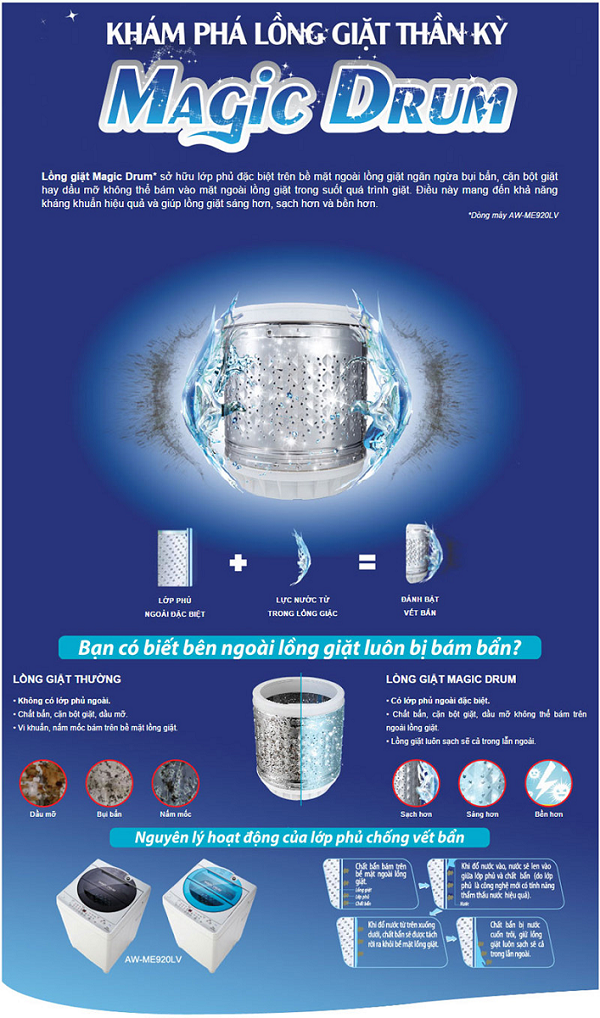 KHÁM PHÁ LỒNG GIẶT THẦN KỲ
MAGIC DRUM
Lồng giặt Magic Drum* sở hữu lớp phủ đặc biệt trên bề mặt ngoài lồng giặt ngăn ngừa bụi bẩn, cặn bột giặt
hay dầu mỡ không thể bám vào mặt ngoài lồng giặt trong suốt quá trình giặt. Điều này mang đến khả năng
kháng khuẩn hiệu quả và giúp lồng giặt sáng hơn, sạch hơn và bền hơn.
*Dòng máy AW-ME920LV
LỚP PHỦ
NGOÀI ĐẶC BIỆT
+
LỰC NƯỚC TỪ
TRONG LỒNG GIẶC
=
ĐÁNH BẬT
VẾT BẨN
Bạn có biết bên ngoài lồng giặt luôn bị bám bẩn?
LỒNG GIẶT THƯỜNG
• Không có lớp phủ ngoài.
• Chất bẩn, cặn bột giặt, dầu mỡ.
• Vi khuẩn, nấm mốc bám trên bề mặt lồng giặt.
Dầu mỡ
Bụi bẩn
Nấm mốc
LỒNG GIẶT MAGIC DRUM
• Có lớp phủ ngoài đặc biệt.
• Chất bẩn, cặn bột giặt, dầu mỡ không thể bám trên
ngoài lồng giặt.
• Lồng giặt luôn sạch sẽ cả trong lẫn ngoài.
Sạch hơn
Sáng hơn
Bền hơn
Nguyên lý hoạt động của lớp phủ chống vết bẩn
AW-ME920LV
Chất bẩn bám trên
bề mặt ngoài lồng
giặt.
Lồng giặt
Lớp phủ
Chất bẩn
Khi đổ nước vào, nước sẽ len vào
giữa lớp phủ và chất bẩn (do lớp
phủ là công nghệ mới có tính năng
thẩm thấu nước hiệu quả).
Nước
Khi đổ nước từ trên xuống
dưới, chất bẩn sẽ được tách
rời ra khỏi bề mặt lồng giặt.
Chất bẩn bị nước
cuốn trôi, giữ lồng
giặt luôn sạch sẽ cả
trong lẫn ngoài.